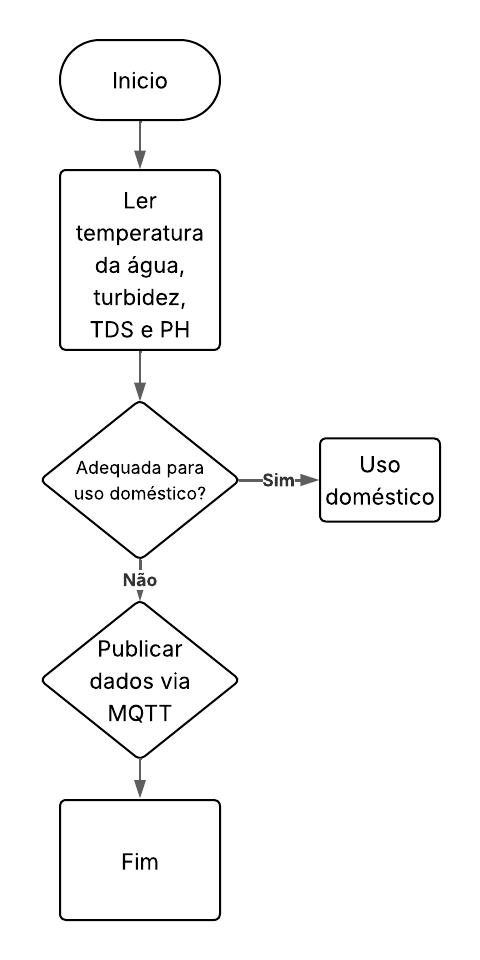 Inicio
Ler
temperatura
da água,
turbidez,
TDS e PH
Adequada para
uso doméstico?
Sim
Uso
doméstico
Não
Publicar
dados via
MQTT
Fim